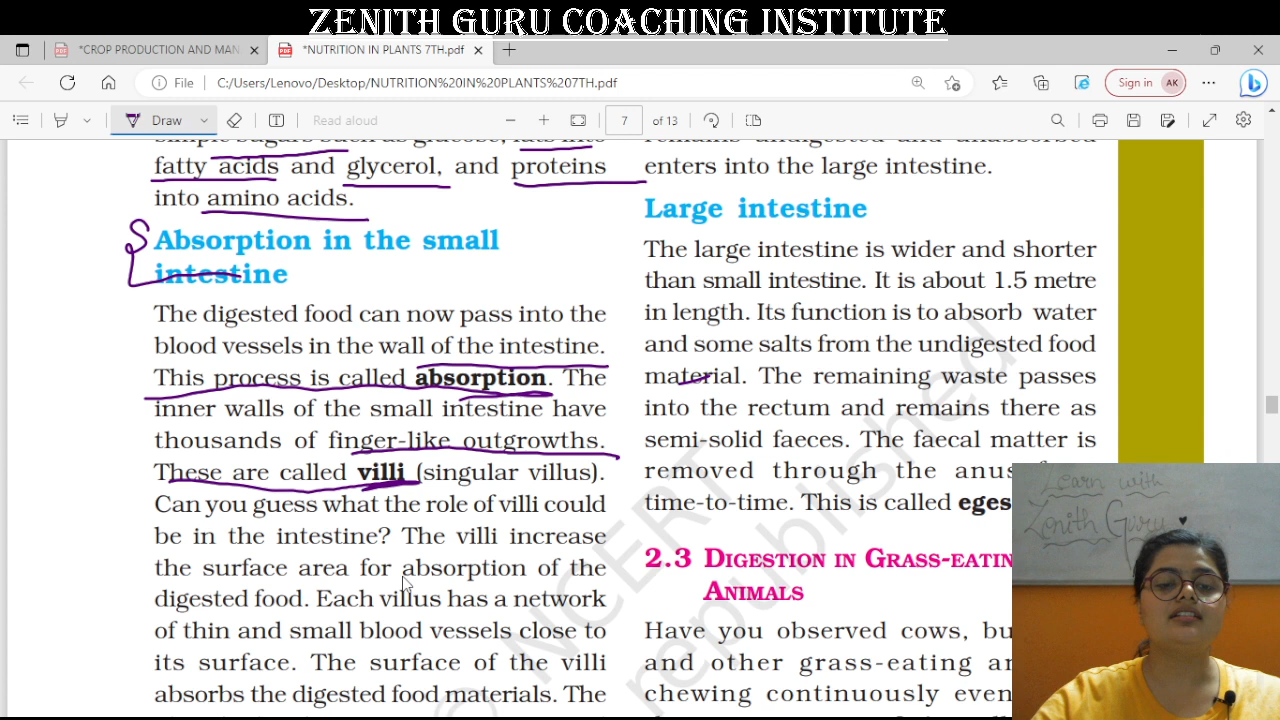 ZENITH GURU COACHING INSTITUTE
*CROP PRODUCTION AND MAN
*NUTRITION IN PLANTS 7TH.pdf
File
C:/Users/Lenovo/Desktop/NUTRITION%20IN%20PLANTS%207TH.pdf
Sign in
AK
Draw
Read aloud
7 of 13
fatty acids and glycerol, and proteins
into amino acids.
Absorption in the small
intestine
The digested food can now pass into the
blood vessels in the wall of the intestine.
This process is called absorption. The
inner walls of the small intestine have
thousands of finger-like outgrowths.
These are called villi (singular villus).
Can you guess what the role of villi could
be in the intestine? The villi increase
the surface area for absorption of the
digested food. Each villus has a network
of thin and small blood vessels close to
its surface. The surface of the villi
absorbs the digested food materials. The
remains undigested and unabsorbed
enters into the large intestine.
Large intestine
The large intestine is wider and shorter
than small intestine. It is about 1.5 metre
in length. Its function is to absorb water
and some salts from the undigested food
material. The remaining waste passes
into the rectum and remains there as
semi-solid faeces. The faecal matter is
removed through the anus
time-to-time. This is called eges
2.3 DIGESTION IN GRASS-EATIN
ANIMALS
Have you observed cows, bu
and other grass-eating an
chewing continuously even
© NCERT
republished
Learn with
Zenith Guru